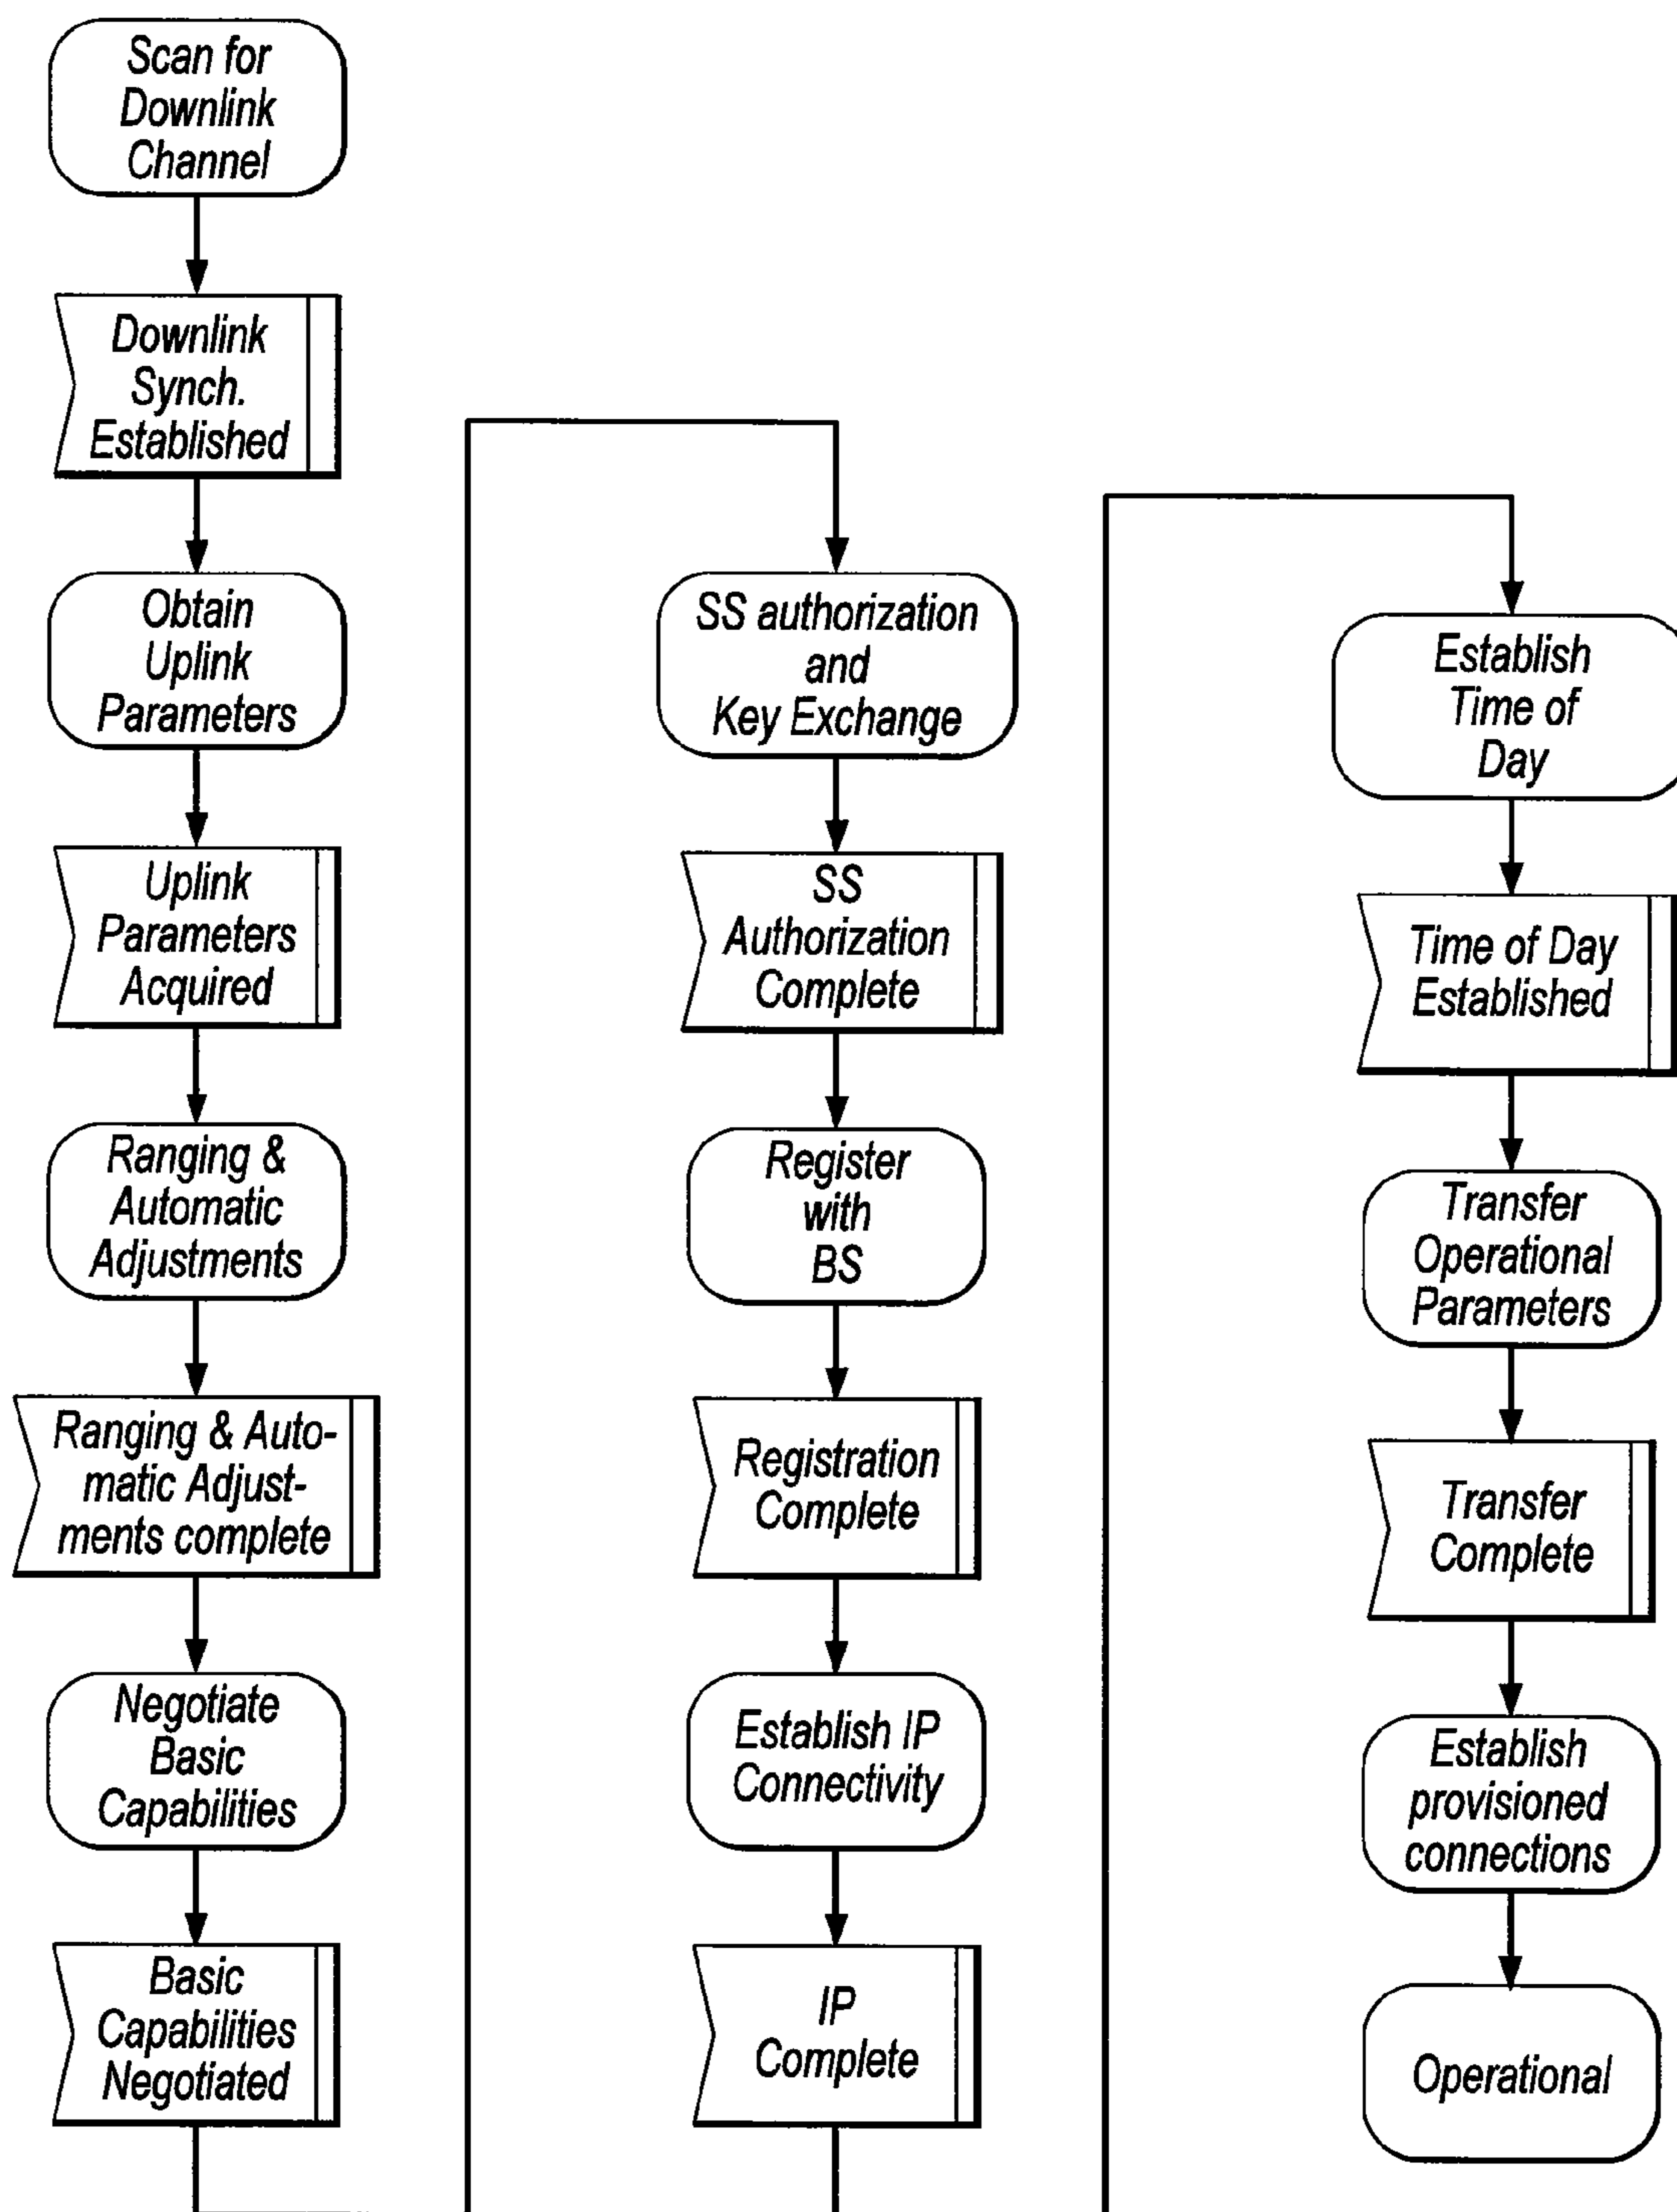 Scan for
Downlink
Channel
Downlink
Synch.
Established
Obtain
Uplink
Parameters
Uplink
Parameters
Acquired
Ranging &
Automatic
Adjustments
Ranging & Auto-
matic Adjust-
ments complete
Negotiate
Basic
Capabilities
Basic
Capabilities
Negotiated
SS authorization
and
Key Exchange
SS
Authorization
Complete
Register
with
BS
Registration
Complete
Establish IP
Connectivity
IP
Complete
Establish
Time of
Day
Time of Day
Established
Transfer
Operational
Parameters
Transfer
Complete
Establish
provisioned
connections
Operational